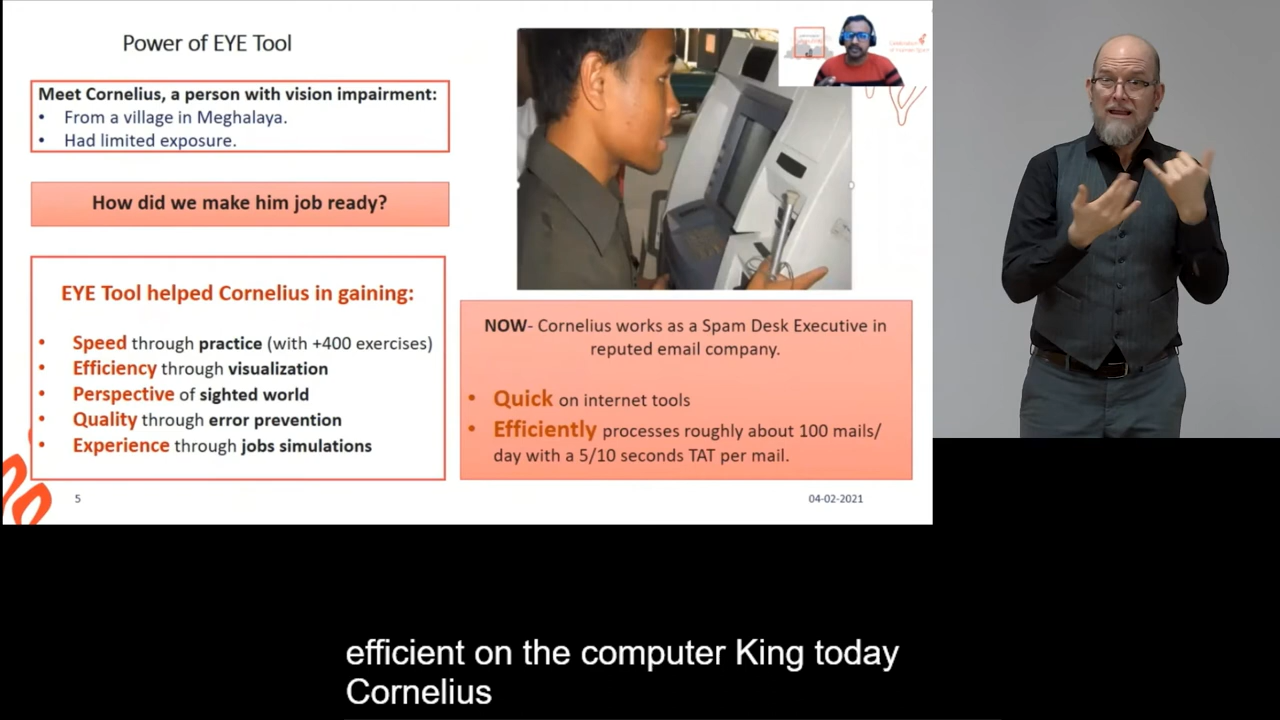 Power of EYE Tool
Meet Cornelius, a person with vision impairment:
• From a village in Meghalaya.
• Had limited exposure.
How did we make him job ready?
EYE Tool helped Cornelius in gaining:
• Speed through practice (with +400 exercises)
• Efficiency through visualization
• Perspective of sighted world
• Quality through error prevention
• Experience through jobs simulations
NOW- Cornelius works as a Spam Desk Executive in
reputed email company.
• Quick on internet tools
• Efficiently processes roughly about 100 mails/
day with a 5/10 seconds TAT per mail.
5
04-02-2021
efficient on the computer King today
Cornelius